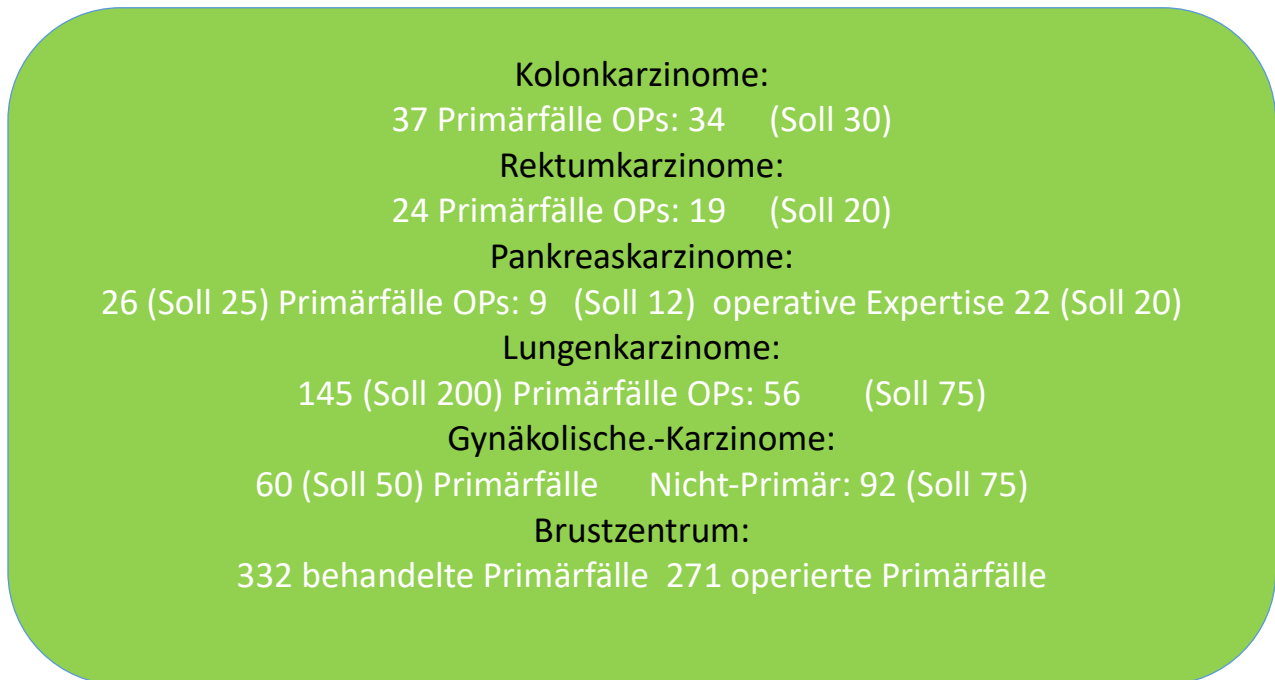 Kolonkarzinome:
37 Primärfälle OPs: 34 (Soll 30)
Rektumkarzinome:
24 Primärfälle OPs: 19 (Soll 20)
Pankreaskarzinome:
26 (Soll 25) Primärfälle OPs: 9 (Soll 12) operative Expertise 22 (Soll 20)
Lungenkarzinome:
145 (Soll 200) Primärfälle OPs: 56 (Soll 75)
Gynäkolische.-Karzinome:
60 (Soll 50) Primärfälle Nicht-Primär: 92 (Soll 75)
Brustzentrum:
332 behandelte Primärfälle 271 operierte Primärfälle